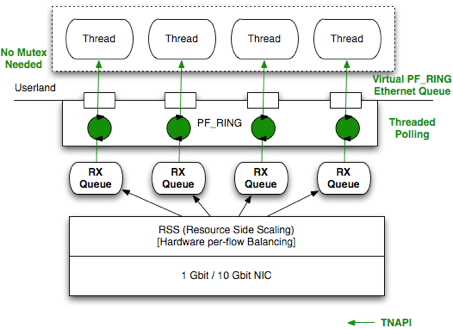 Thread Thread Thread Thread
No Mutex
Needed
Virtual PF_RING
Ethernet Queue
Userland
PF_RING
Threaded
Polling
RX
Queue
RX
Queue
RX
Queue
RX
Queue
RSS (Resource Side Scaling)
[Hardware per-flow Balancing]
1 Gbit / 10 Gbit NIC
TNAPI